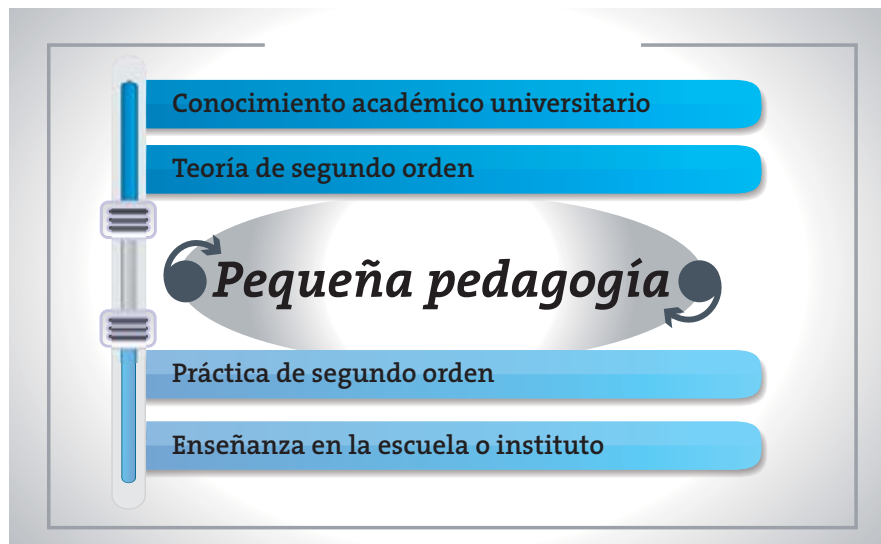 Conocimiento académico universitario
Teoría de segundo orden
Pequeña pedagogía
Práctica de segundo orden
Enseñanza en la escuela o instituto